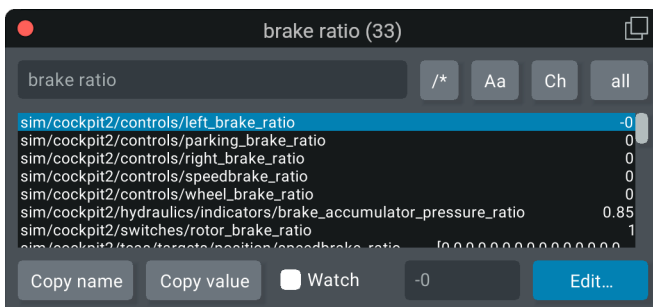 brake ratio (33)
brake ratio /* Aa Ch all
sim/cockpit2/controls/left_brake_ratio -0
sim/cockpit2/controls/parking_brake_ratio 0
sim/cockpit2/controls/right_brake_ratio 0
sim/cockpit2/controls/speedbrake_ratio 0
sim/cockpit2/controls/wheel_brake_ratio 0
sim/cockpit2/hydraulics/indicators/brake_accumulator_pressure_ratio 0.85
sim/cockpit2/switches/rotor_brake_ratio 1
Copy name Copy value Watch -0 Edit...